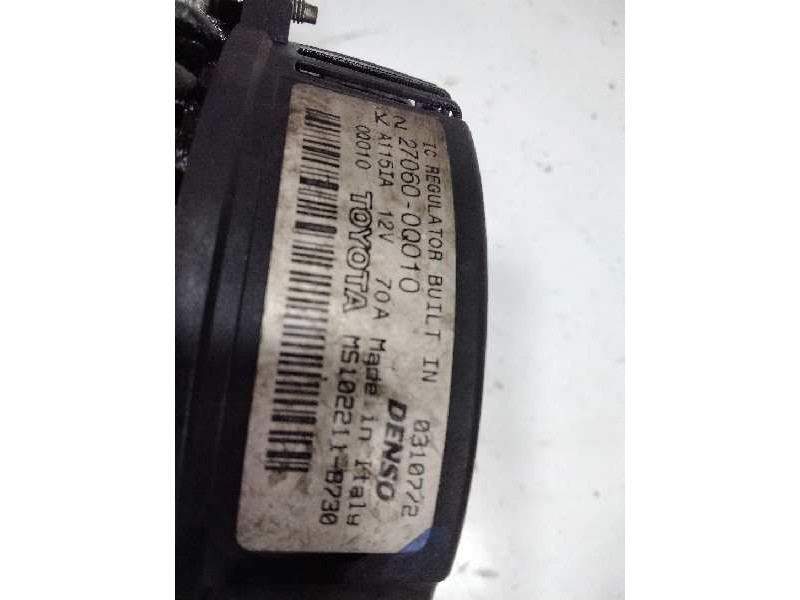 IC REGULATOR BUILT IN
27060-0Q010 0310772
A115IA 12V 70A DENSO
0Q010 TOYOTA Made in Italy
MS102211-8730